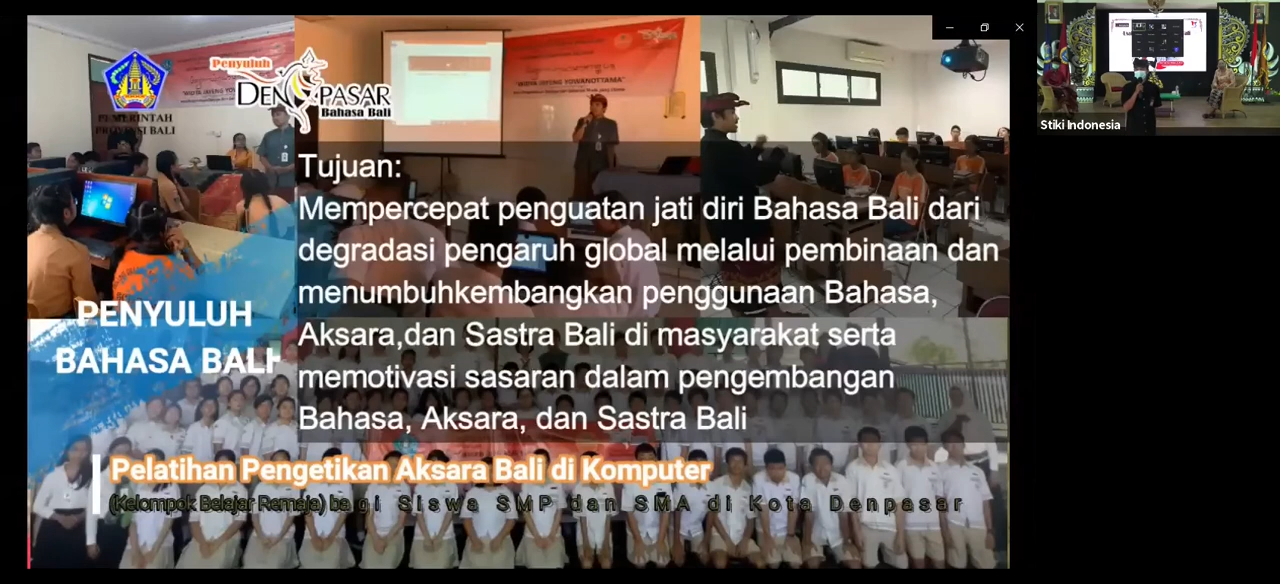 PEMERINTAH
PROVINSI BALI
Penyuluh
DENPASAR
Bahasa Bali
"WIDYA JAYENG YOWANOTTAMA"
Tujuan:
Mempercepat penguatan jati diri Bahasa Bali dari
degradasi pengaruh global melalui pembinaan dan
menumbuhkembangkan penggunaan Bahasa,
Aksara,dan Sastra Bali di masyarakat serta
memotivasi sasaran dalam pengembangan
Bahasa, Aksara, dan Sastra Bali
PENYULUH
BAHASA BALI
Pelatihan Pengetikan Aksara Bali di Komputer
(Kelompok Belajar Remaja) bagi Siswa SMP dan SMA di Kota Denpasar
Stiki Indonesia